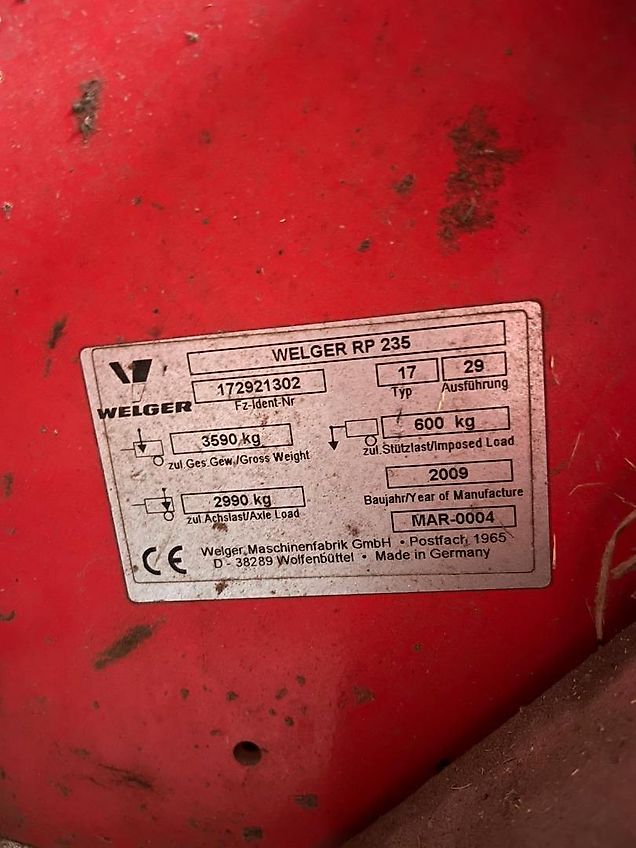 WELGER RP 235
WELGER
172921302
Fz-Ident-Nr
17
Typ
29
Ausführung
3590 kg
zul.Ges.Gew./Gross Weight
600 kg
zul.Stützlast/Imposed Load
2990 kg
zul.Achslast/Axle Load
2009
Baujahr/Year of Manufacture
MAR-0004
CE
Welger Maschinenfabrik GmbH • Postfach 1965
D - 38289 Wolfenbüttel • Made in Germany